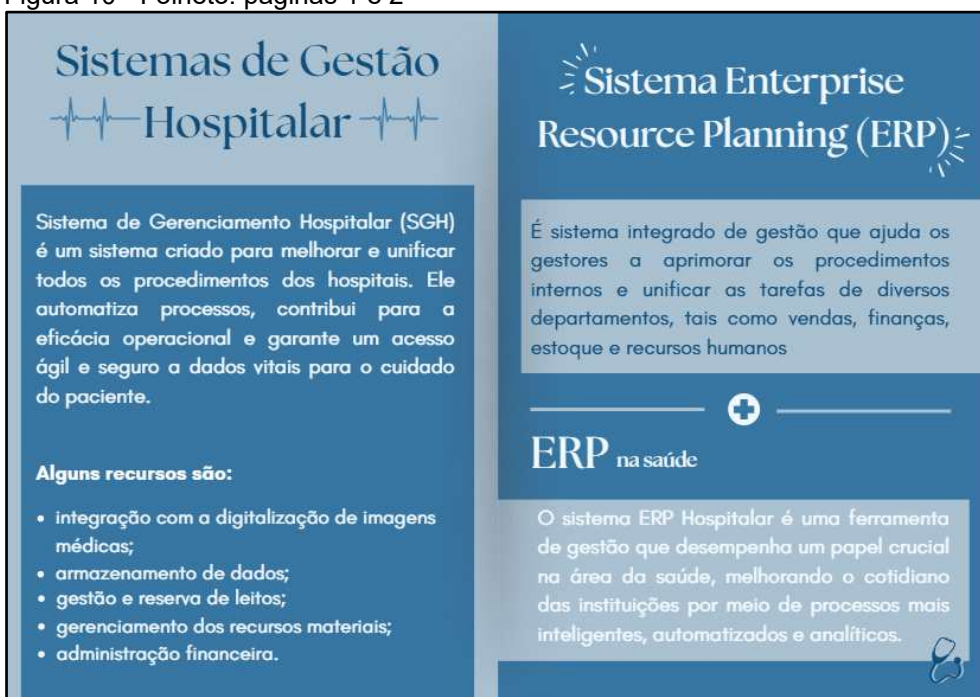 Sistemas de Gestão
Hospitalar
Sistema de Gerenciamento Hospitalar (SGH)
é um sistema criado para melhorar e unificar
todos os procedimentos dos hospitais. Ele
automatiza processos, contribui para a
eficácia operacional e garante um acesso
ágil e seguro a dados vitais para o cuidado
do paciente.
Alguns recursos são:
• integração com a digitalização de imagens
médicas;
• armazenamento de dados;
• gestão e reserva de leitos;
• gerenciamento dos recursos materiais;
• administração financeira.
Sistema Enterprise
Resource Planning (ERP)
É sistema integrado de gestão que ajuda os
gestores a aprimorar os procedimentos
internos e unificar as tarefas de diversos
departamentos, tais como vendas, finanças,
estoque e recursos humanos
ERP na saúde
O sistema ERP Hospitalar é uma ferramenta
de gestão que desempenha um papel crucial
na área da saúde, melhorando o cotidiano
das instituições por meio de processos mais
inteligentes, automatizados e analíticos.